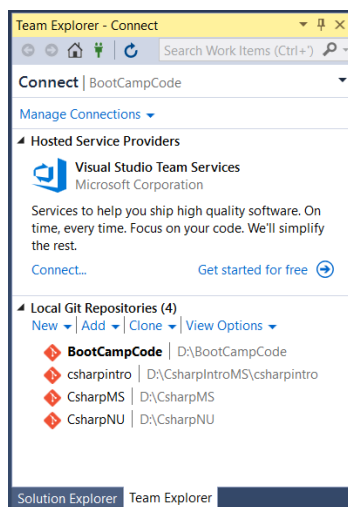 Team Explorer - Connect
Search Work Items (Ctrl+')
Connect | BootCampCode
Manage Connections
Hosted Service Providers
Visual Studio Team Services
Microsoft Corporation
Services to help you ship high quality software. On
time, every time. Focus on your code. We'll simplify
the rest.
Connect... Get started for free
Local Git Repositories (4)
New | Add | Clone | View Options
BootCampCode | D:\BootCampCode
csharpintro | D:\CsharpIntroMS\csharpintro
CsharpMS | D:\CsharpMS
CsharpNU | D:\CsharpNU
Solution Explorer Team Explorer